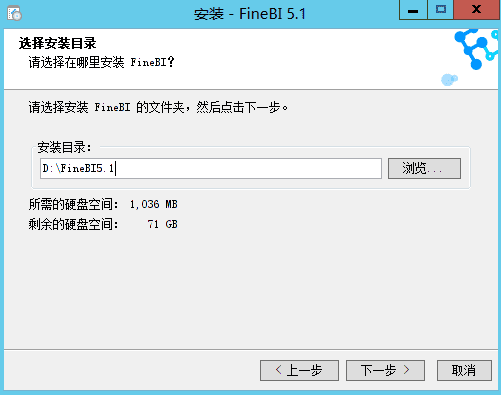 安装 - FineBI 5.1
选择安装目录
请选择在哪里安装 FineBI?
请选择安装 FineBI 的文件夹，然后点击下一步。
安装目录:
D:\FineBI5.1
浏览...
所需的硬盘空间: 1,036 MB
剩余的硬盘空间: 71 GB
< 上一步
下一步 >
取消